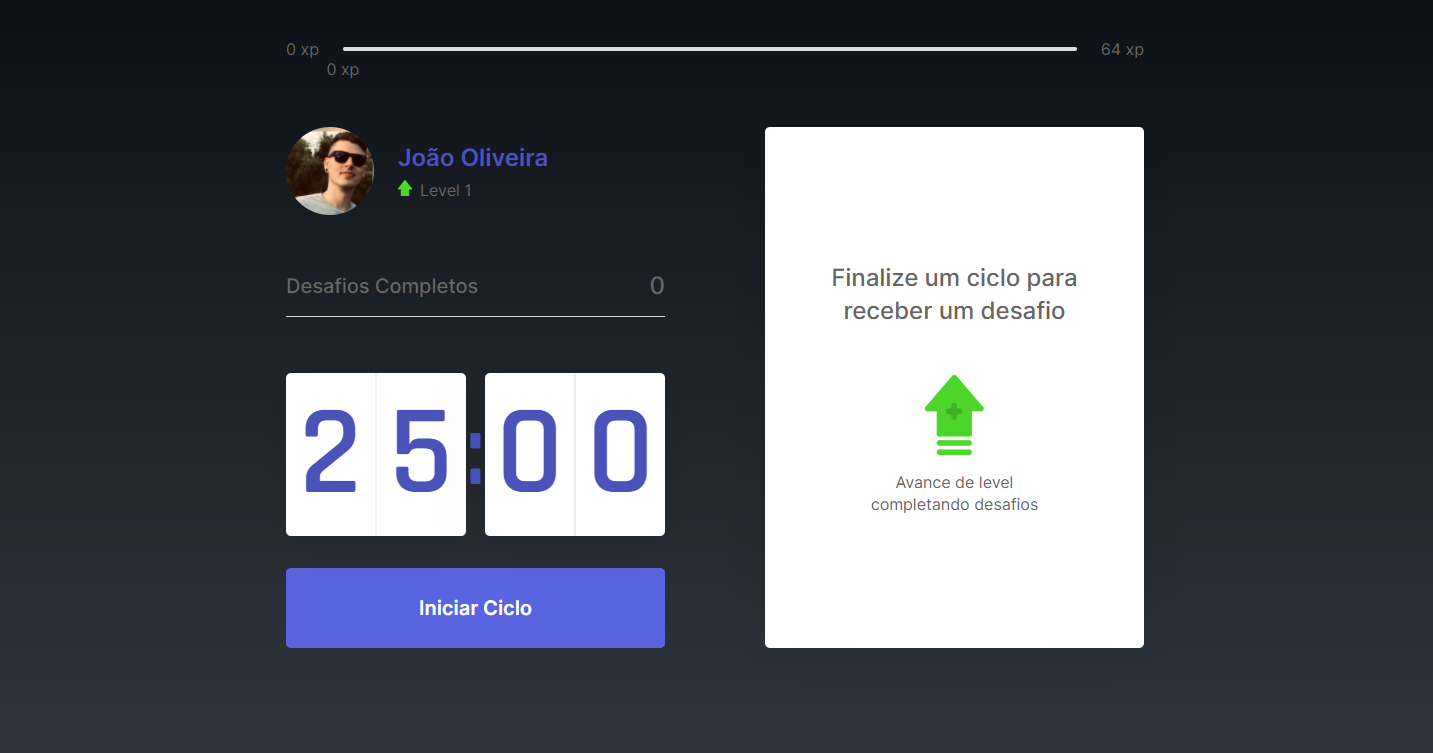 0 xp 64 xp
0 xp
João Oliveira
Level 1
Desafios Completos 0
25:00
Iniciar Ciclo
Finalize um ciclo para
receber um desafio
Avance de level
completando desafios